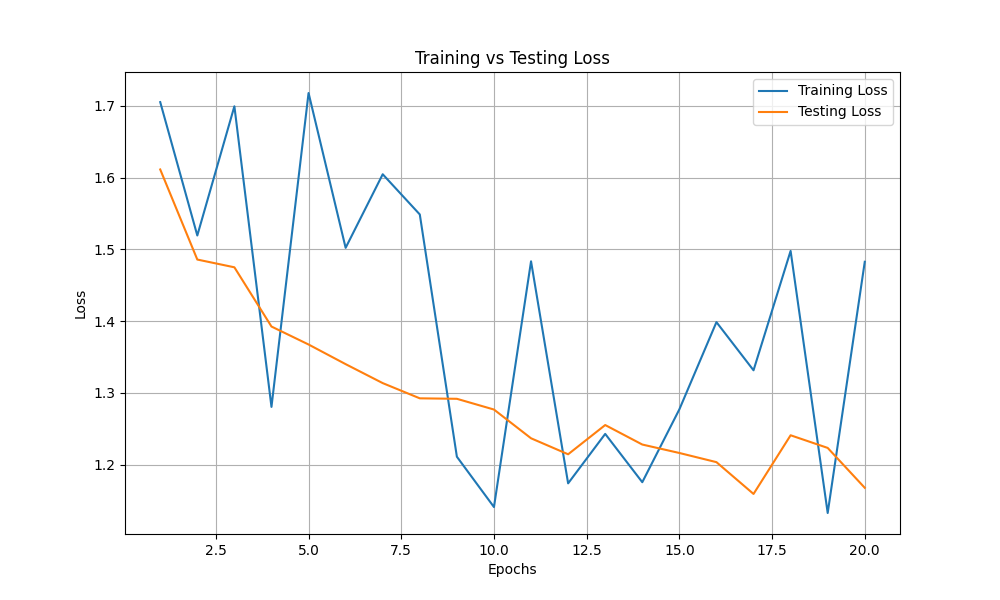 Training vs Testing Loss
Training Loss
Testing Loss
1.7
1.6
1.5
1.4
1.3
1.2
Loss
2.5 5.0 7.5 10.0 12.5 15.0 17.5 20.0
Epochs